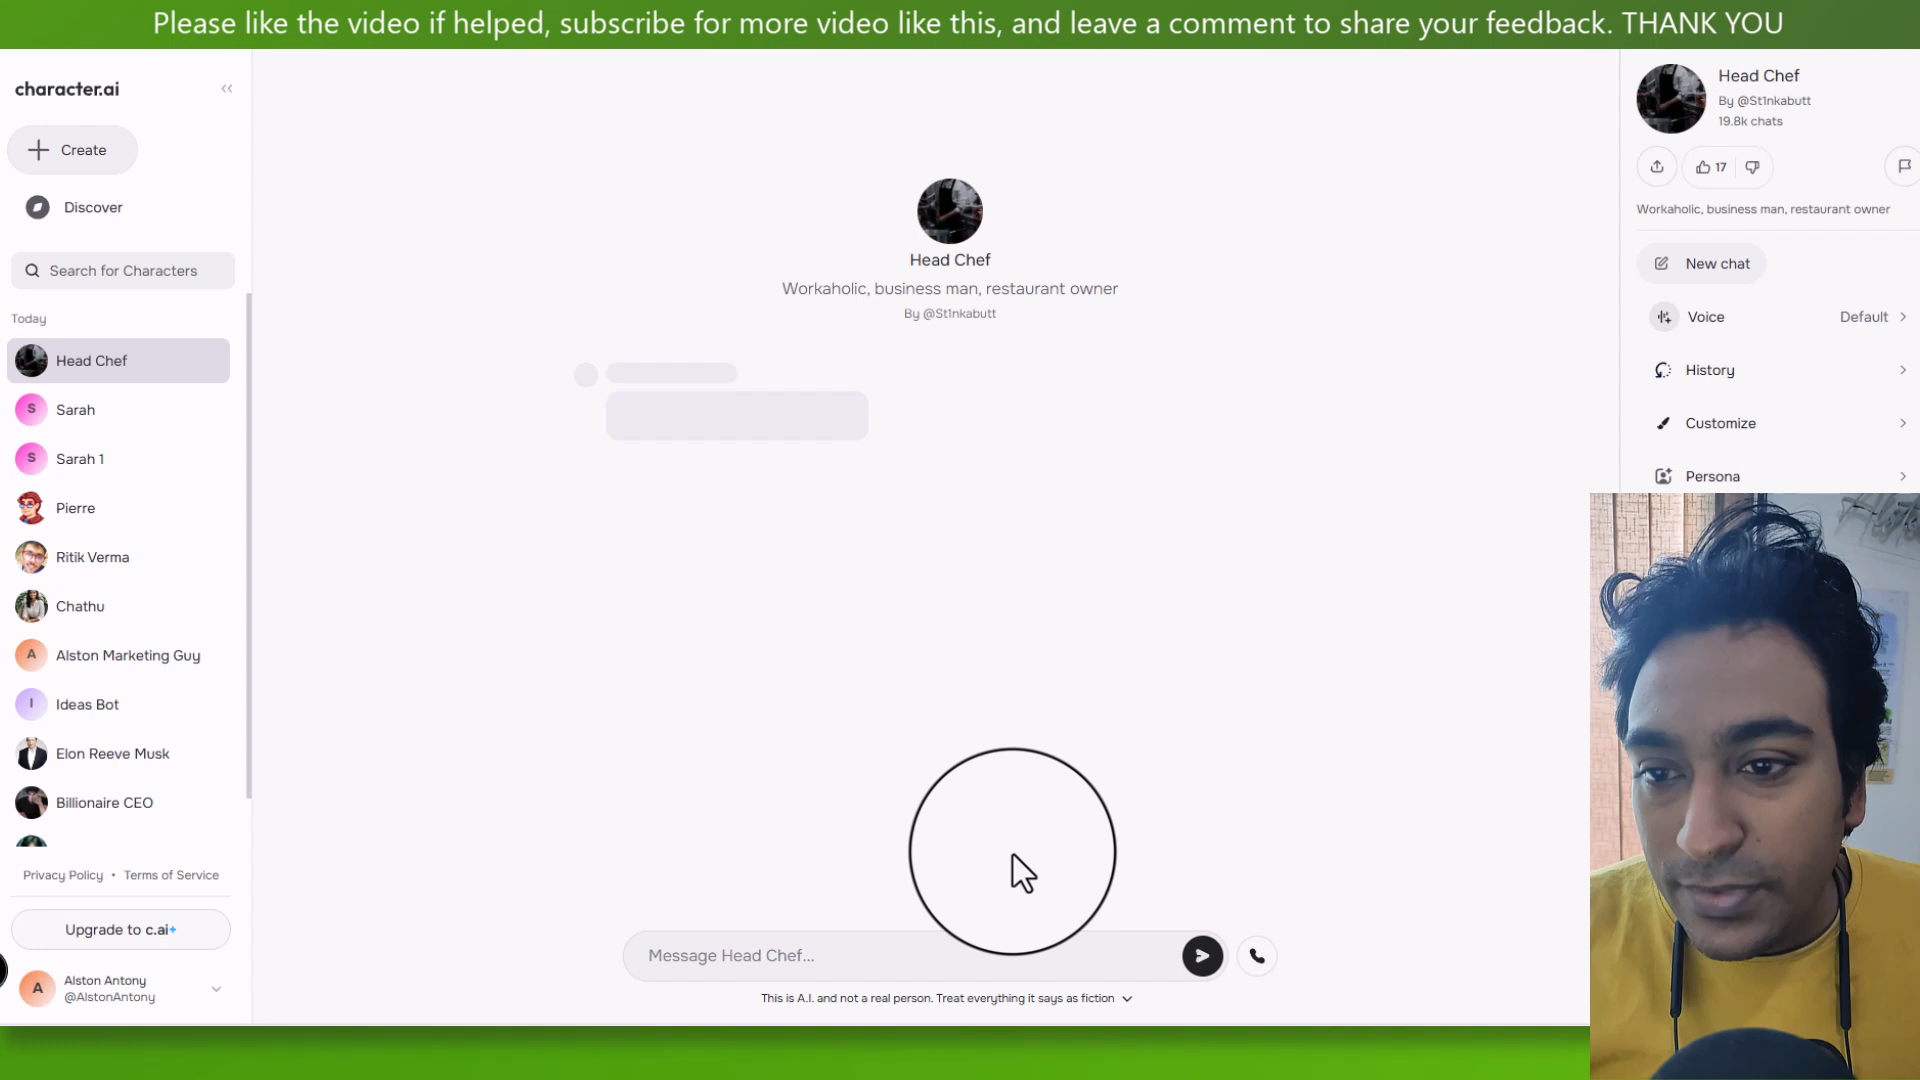 Please like the video if helped, subscribe for more video like this, and leave a comment to share your feedback. THANK YOU
character.ai
Create
Discover
Search for Characters
Today
Head Chef
S
Sarah
S
Sarah 1
Pierre
Ritik Verma
Chathu
A
Alston Marketing Guy
I
Ideas Bot
Elon Reeve Musk
Billionaire CEO
Privacy Policy • Terms of Service
Upgrade to c.ai+
A
Alston Antony
@AlstonAntony
Head Chef
Workaholic, business man, restaurant owner
By @St1nkabutt
Message Head Chef...
This is A.I. and not a real person. Treat everything it says as fiction
Head Chef
By @St1nkabutt
19.8k chats
17
Workaholic, business man, restaurant owner
New chat
Voice Default
History
Customize
Persona